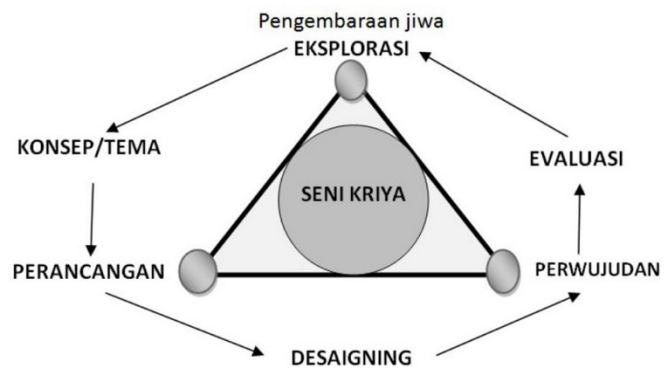 Pengembaraan jiwa
EKSPLORASI
KONSEP/TEMA
EVALUASI
SENI KRIYA
PERANCANGAN
PERWUJUDAN
DESAIGNING